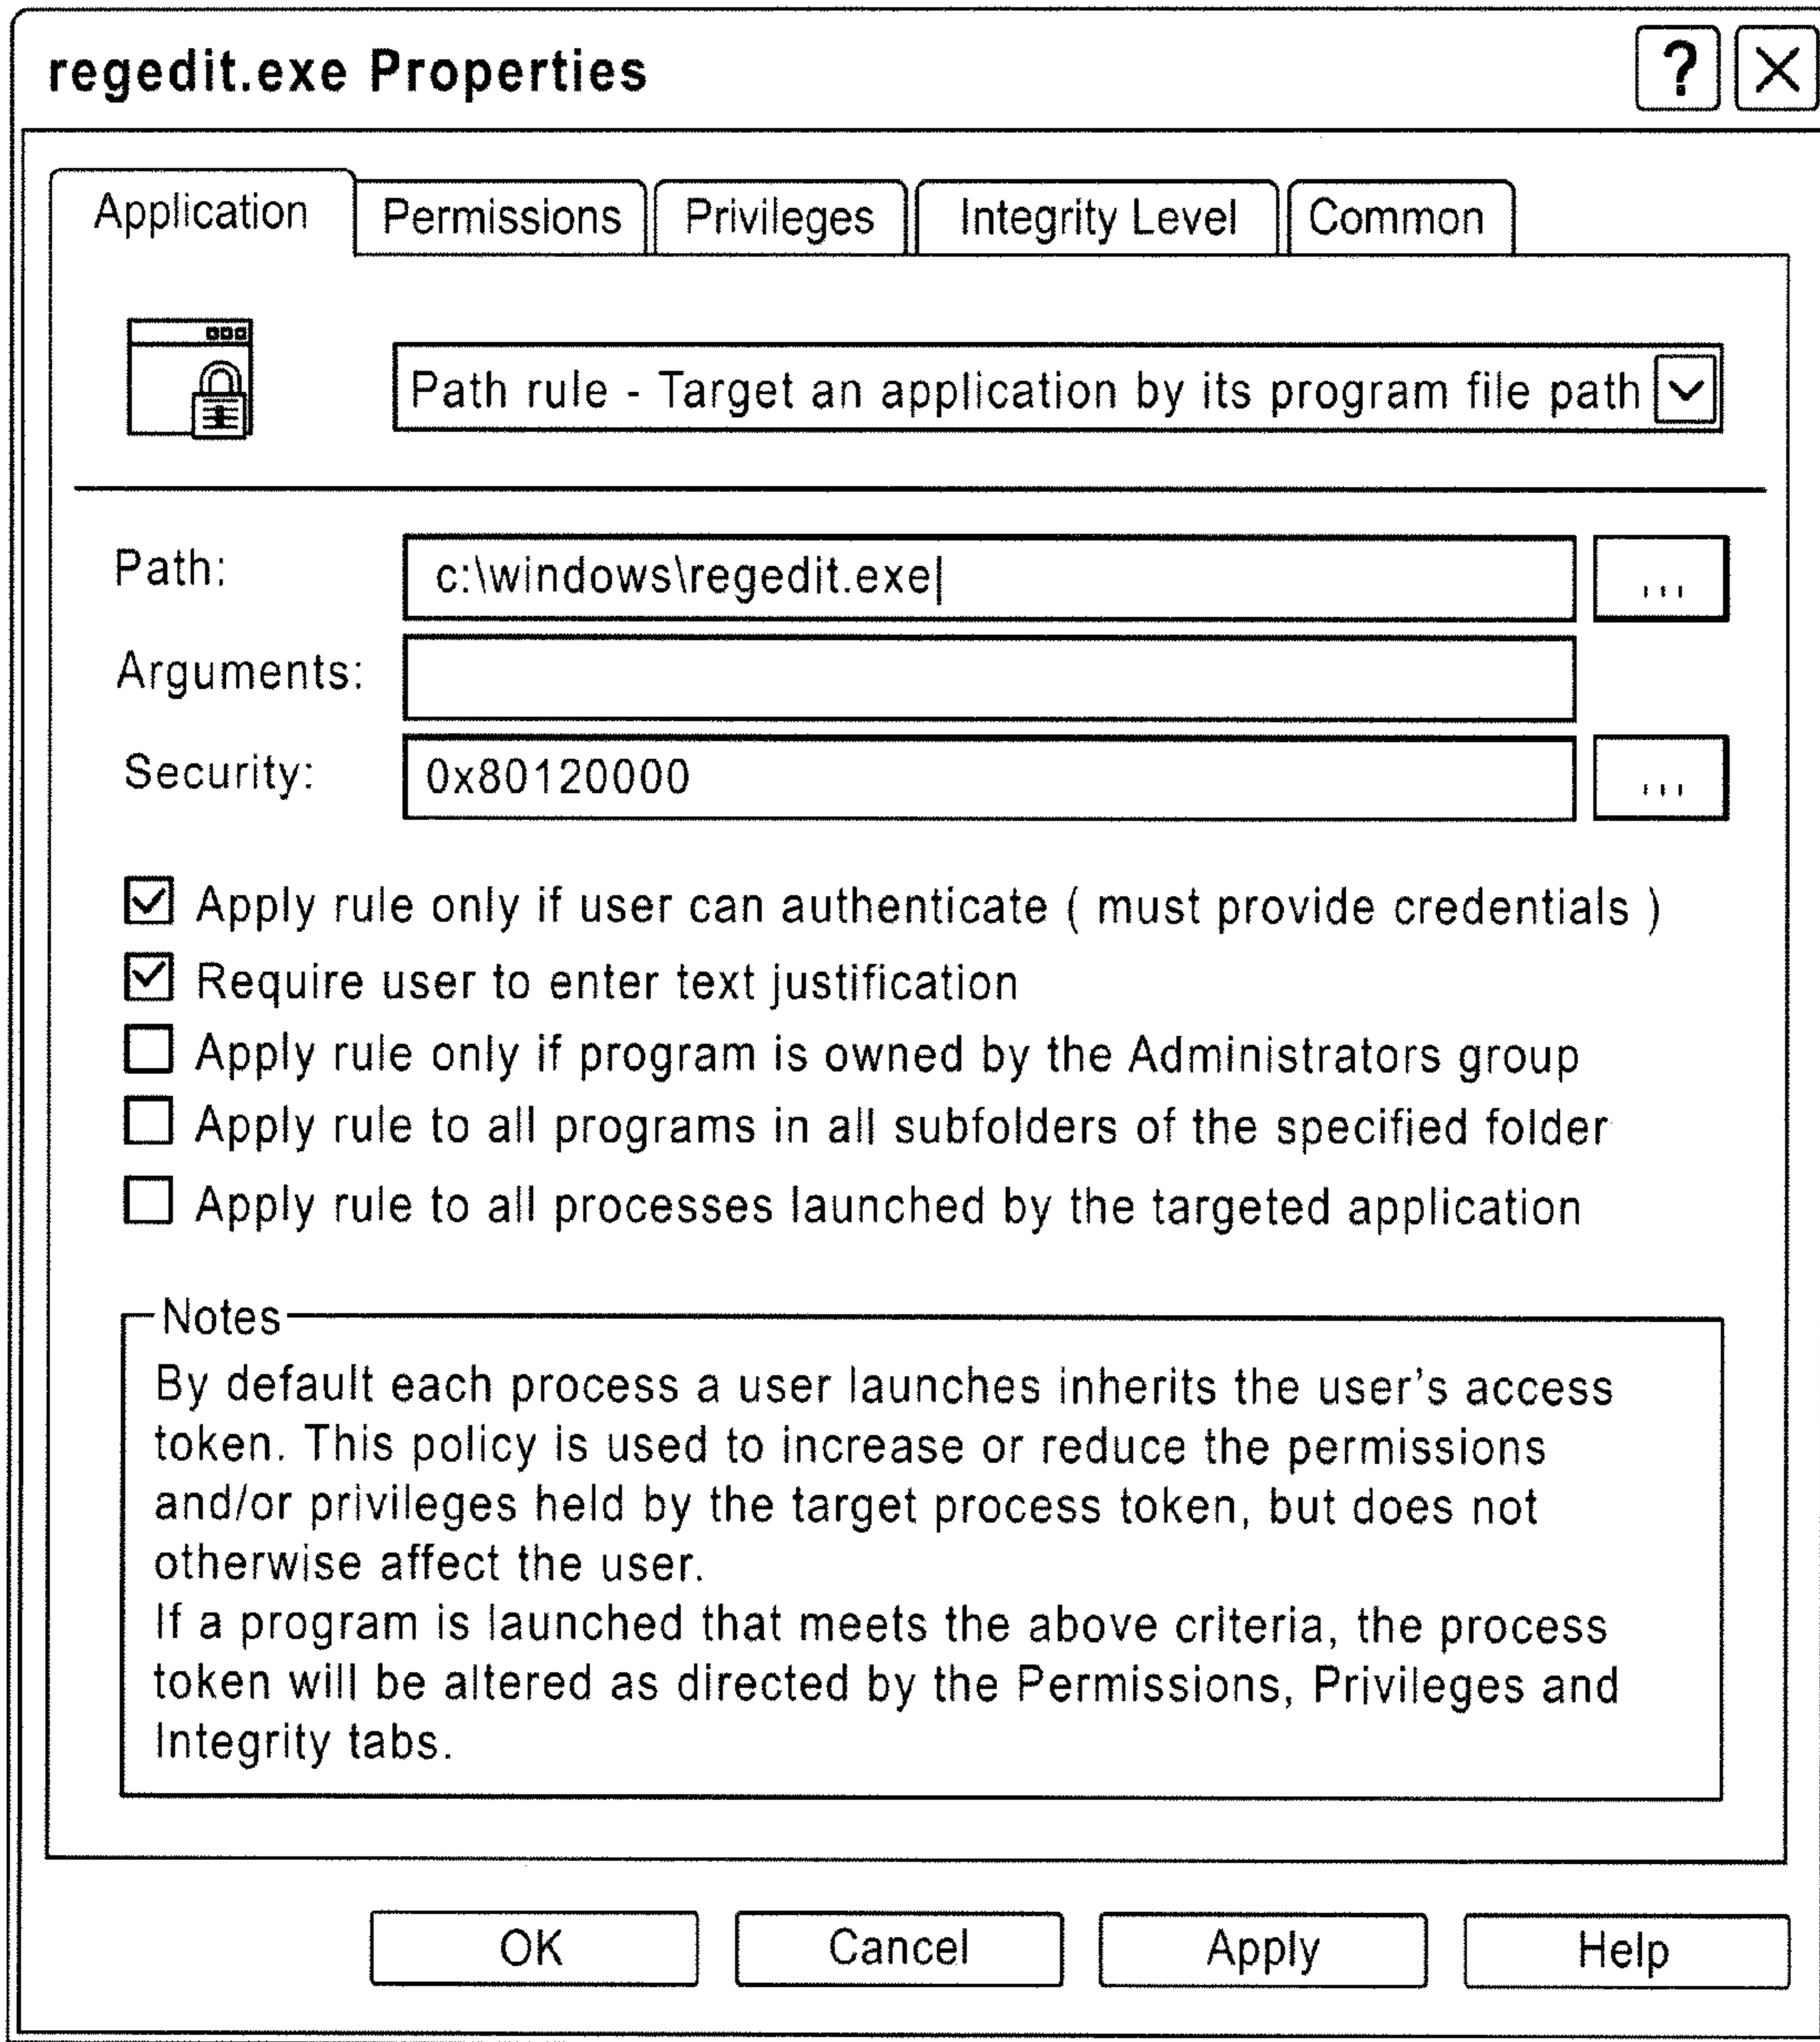 regedit.exe Properties ?
Application Permissions Privileges Integrity Level Common
Path rule - Target an application by its program file path
Path: c:\windows\regedit.exe| ...
Arguments:
Security: 0x80120000 ...
Apply rule only if user can authenticate ( must provide credentials )
Require user to enter text justification
Apply rule only if program is owned by the Administrators group
Apply rule to all programs in all subfolders of the specified folder
Apply rule to all processes launched by the targeted application
Notes
By default each process a user launches inherits the user's access
token. This policy is used to increase or reduce the permissions
and/or privileges held by the target process token, but does not
otherwise affect the user.
If a program is launched that meets the above criteria, the process
token will be altered as directed by the Permissions, Privileges and
Integrity tabs.
OK Cancel Apply Help